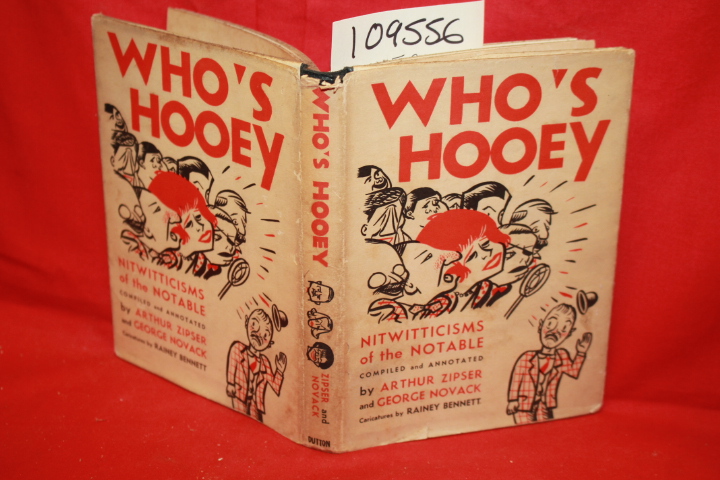 109556
WHO'S
HOOEY
NITWITTICISMS
of the NOTABLE
COMPILED and ANNOTATED
by ARTHUR ZIPSER
and GEORGE NOVACK
Caricatures by RAINEY BENNETT
WHO'S HOOEY
ZIPSER and
NOVACK
DUTTON
WHO'S
HOOEY
NITWITTICISMS
of the NOTABLE
COMPILED and ANNOTATED
by ARTHUR ZIPSER
and GEORGE NOVACK
Caricatures by RAINEY BENNETT